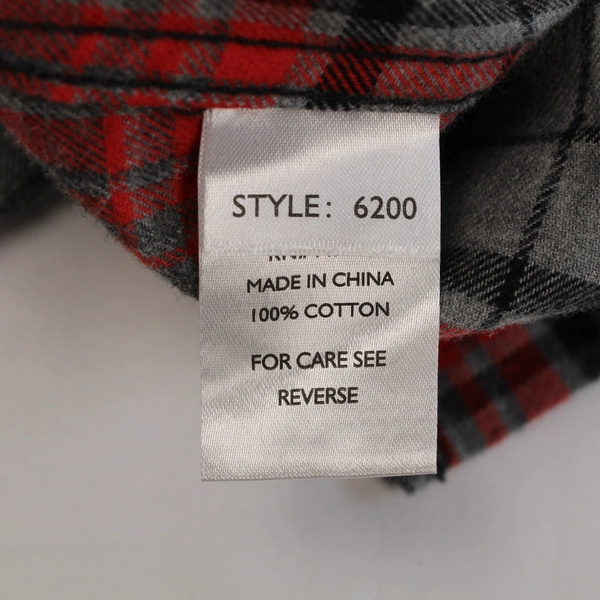 STYLE: 6200
MADE IN CHINA
100% COTTON
FOR CARE SEE
REVERSE